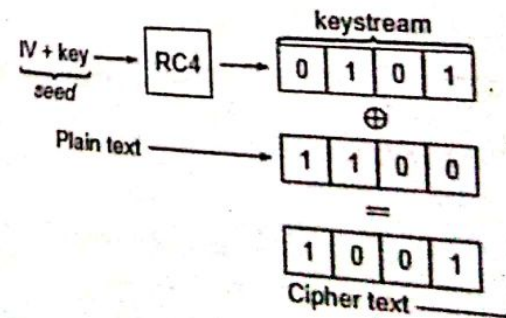 keystream
IV + key
seed
RC4
0 1 0 1
⊕
Plain text
1 1 0 0
=
1 0 0 1
Cipher text